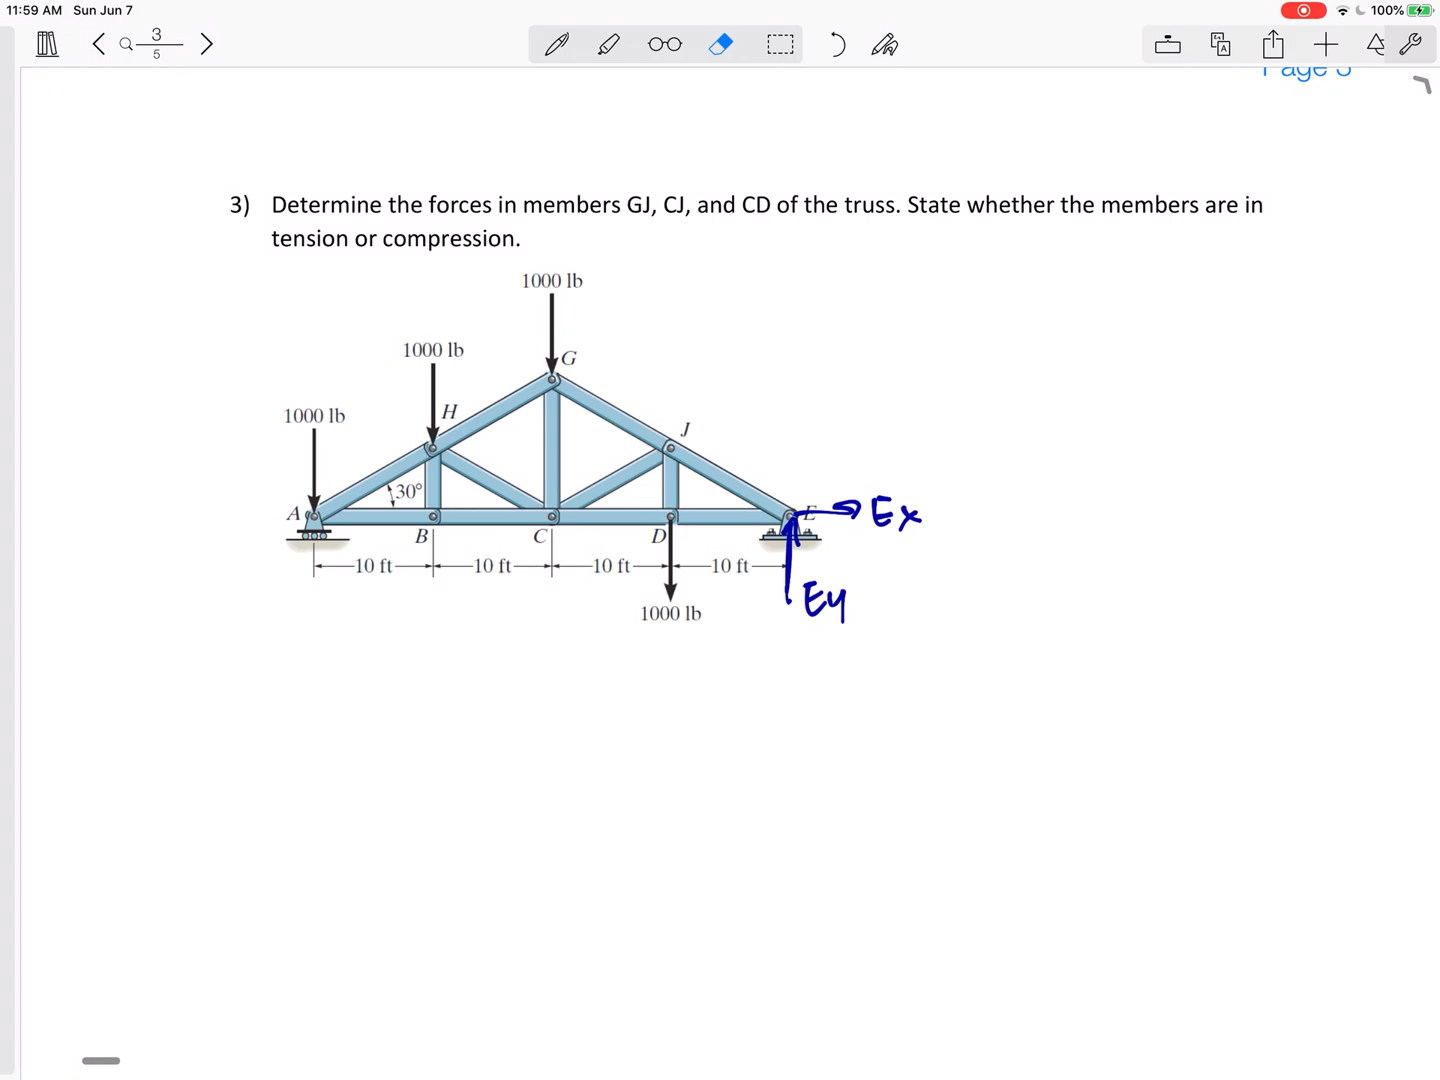 11:59 AM Sun Jun 7
100%
3
5
Page 3
3) Determine the forces in members GJ, CJ, and CD of the truss. State whether the members are in
tension or compression.
1000 lb
1000 lb
G
1000 lb
H
J
30°
A
E
Ex
B
C
D
10 ft
10 ft
10 ft
10 ft
Ey
1000 lb